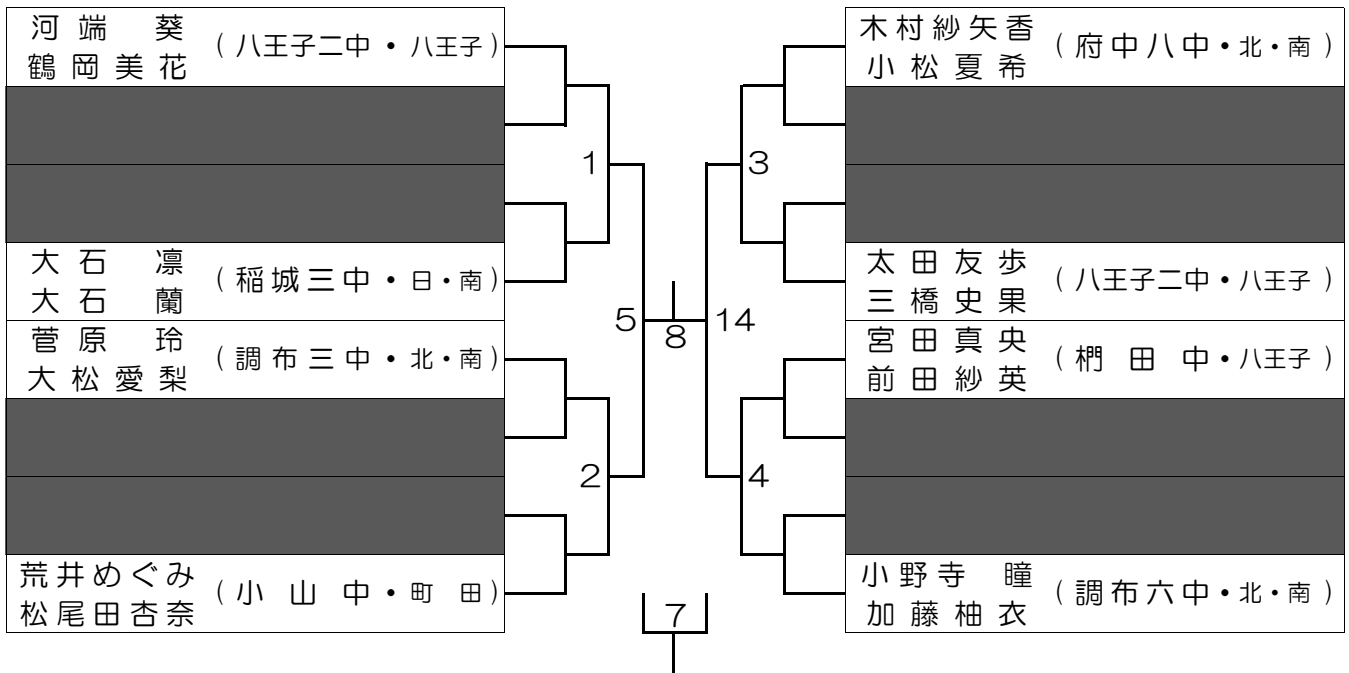 河端 葵
鶴岡美花
(八王子二中・八王子)
大石 凛
大石 蘭
(稲城三中・日・南)
菅原 玲
大松愛梨
(調布三中・北・南)
荒井めぐみ
松尾田杏奈
(小山中・町田)
1
2
5
8
14
7
3
4
木村紗矢香
小松夏希
(府中八中・北・南)
太田友歩
三橋史果
(八王子二中・八王子)
宮田真央
前田紗英
(椚田中・八王子)
小野寺 瞳
加藤柚衣
(調布六中・北・南)